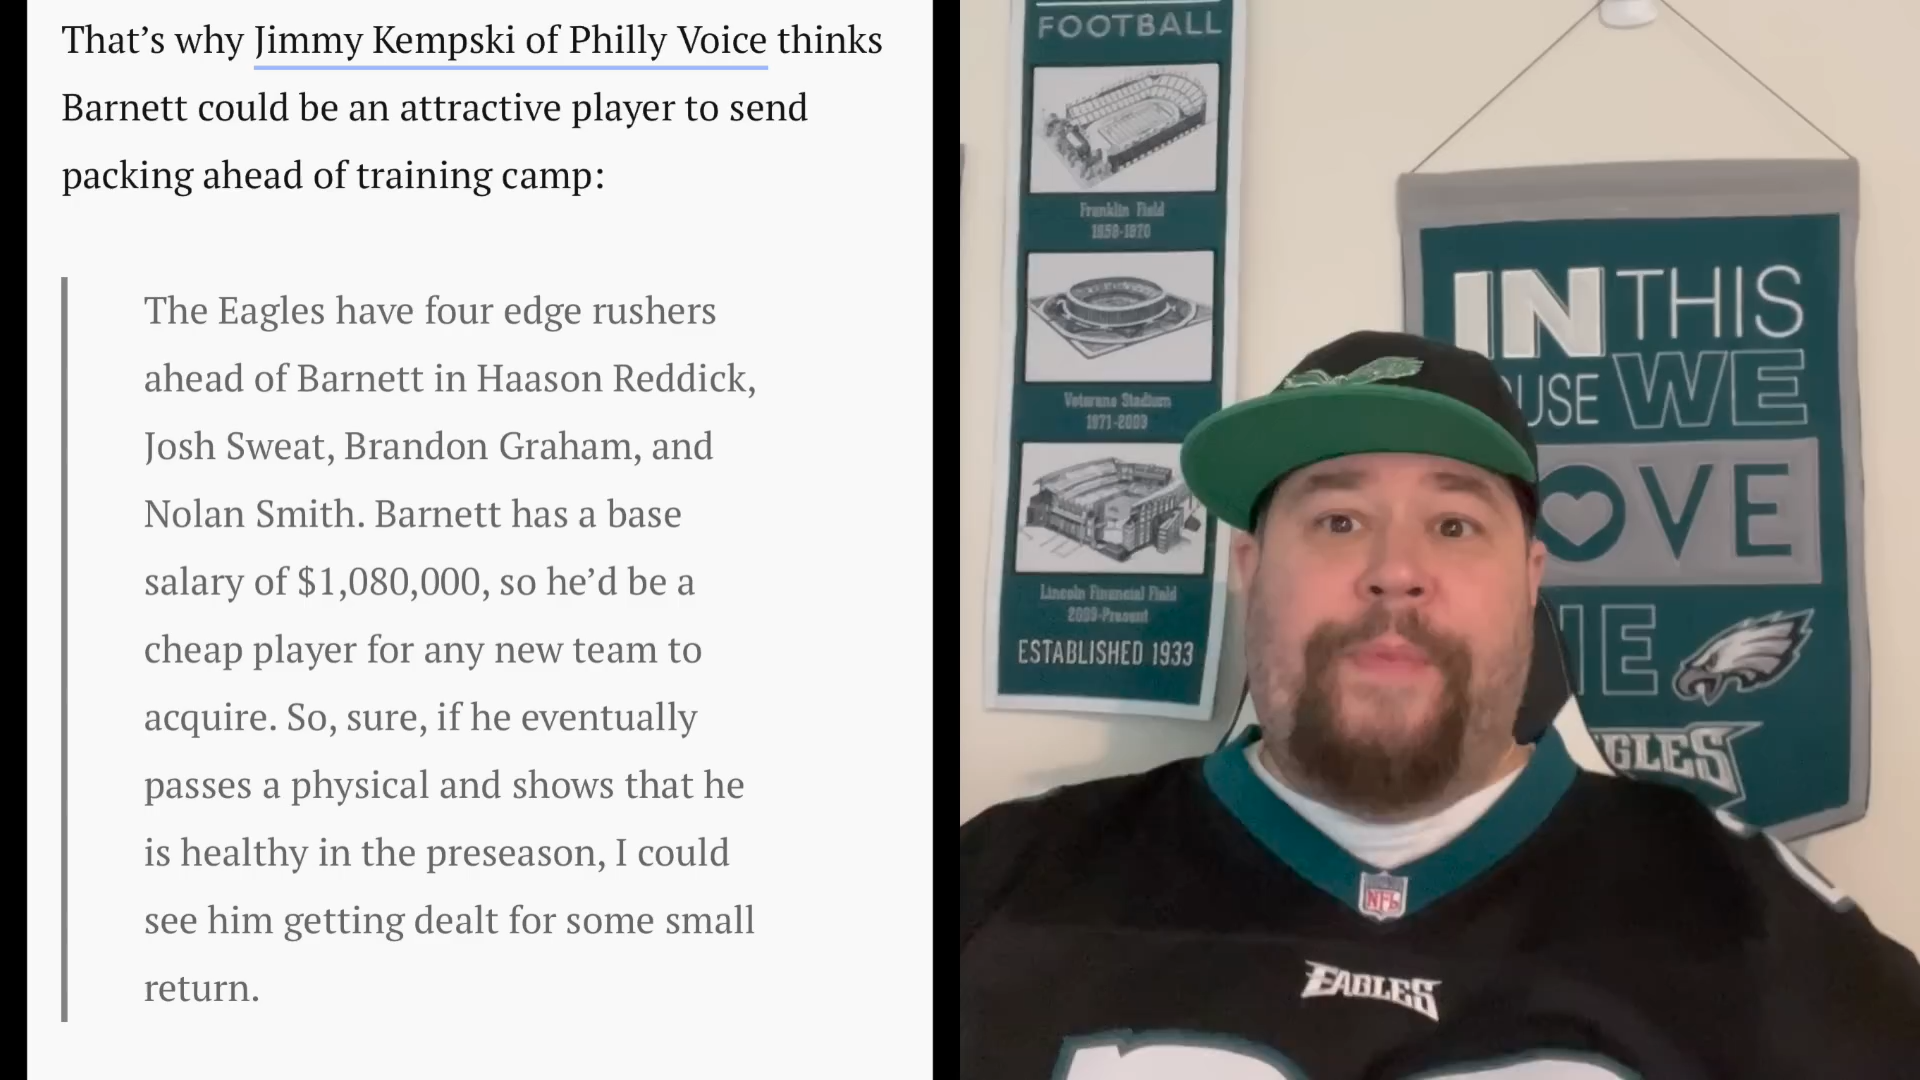 That’s why Jimmy Kempski of Philly Voice thinks
Barnett could be an attractive player to send
packing ahead of training camp:
The Eagles have four edge rushers
ahead of Barnett in Haason Reddick,
Josh Sweat, Brandon Graham, and
Nolan Smith. Barnett has a base
salary of $1,080,000, so he’d be a
cheap player for any new team to
acquire. So, sure, if he eventually
passes a physical and shows that he
is healthy in the preseason, I could
see him getting dealt for some small
return.
FOOTBALL
Franklin Field
1958-1970
Veterans Stadium
1971-2003
Lincoln Financial Field
2003-Present
ESTABLISHED 1933
IN THIS
USE WE
OVE
HE
GLES
NFL
EAGLES